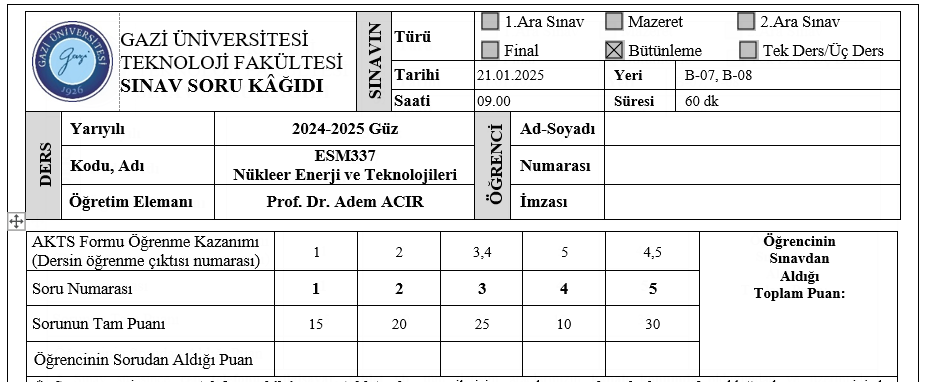 GAZİ ÜNİVERSİTESİ
TEKNOLOJİ FAKÜLTESİ
SINAV SORU KÂĞIDI
GAZİ ÜNİVERSİTESİ
Gazi
1926
SINAVIN
Türü
1.Ara Sınav
Mazeret
2.Ara Sınav
Final
Bütünleme
Tek Ders/Üç Ders
Tarihi 21.01.2025 Yeri B-07, B-08
Saati 09.00 Süresi 60 dk
DERS
Yarıyılı 2024-2025 Güz
Kodu, Adı ESM337
Nükleer Enerji ve Teknolojileri
Öğretim Elemanı Prof. Dr. Adem ACIR
ÖĞRENCİ
Ad-Soyadı
Numarası
İmzası
AKTS Formu Öğrenme Kazanımı
(Dersin öğrenme çıktısı numarası)
1 2 3,4 5 4,5
Öğrencinin
Sınavdan
Aldığı
Toplam Puan:
Soru Numarası 1 2 3 4 5
Sorunun Tam Puanı 15 20 25 10 30
Öğrencinin Sorudan Aldığı Puan